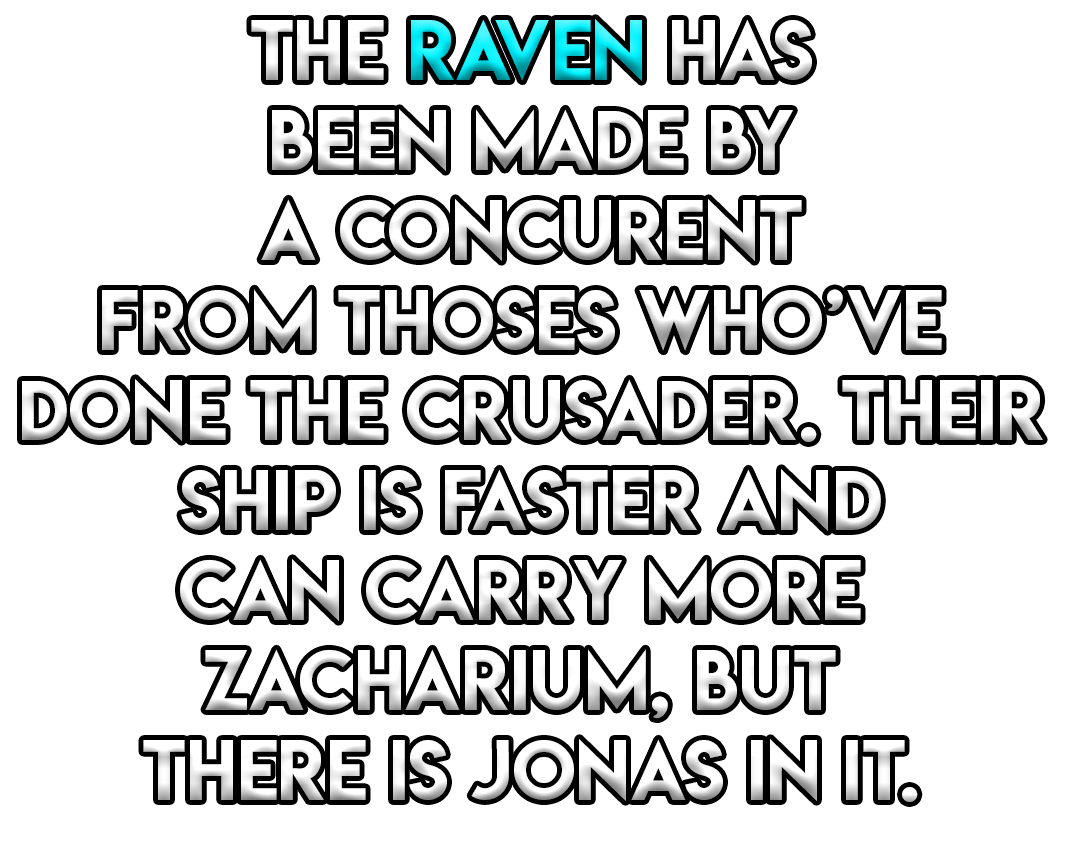 THE RAVEN HAS
BEEN MADE BY
A CONCURENT
FROM THOSES WHO'VE
DONE THE CRUSADER. THEIR
SHIP IS FASTER AND
CAN CARRY MORE
ZACHARIUM, BUT
THERE IS JONAS IN IT.